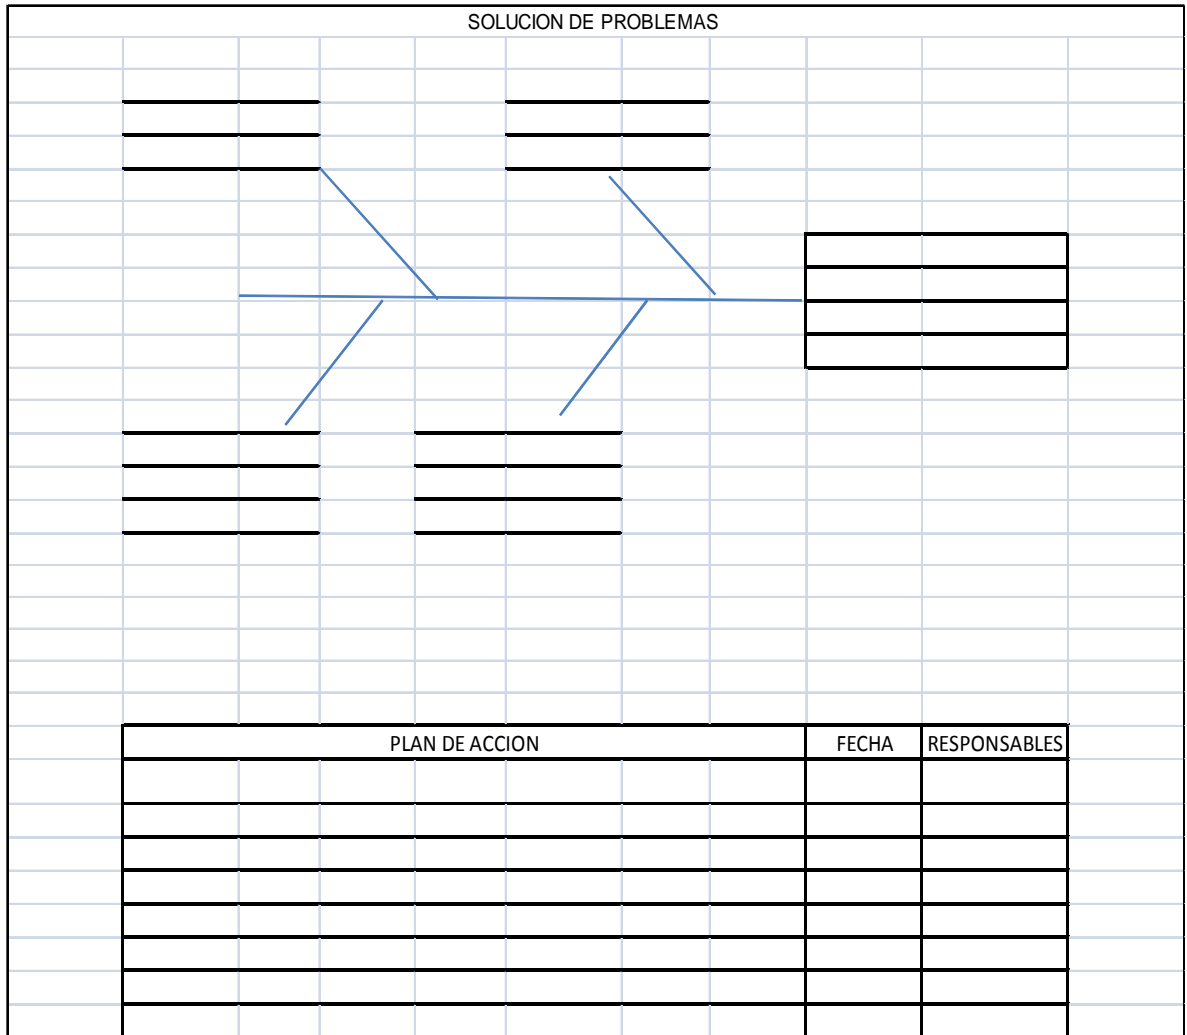 SOLUCION DE PROBLEMAS
PLAN DE ACCION FECHA RESPONSABLES